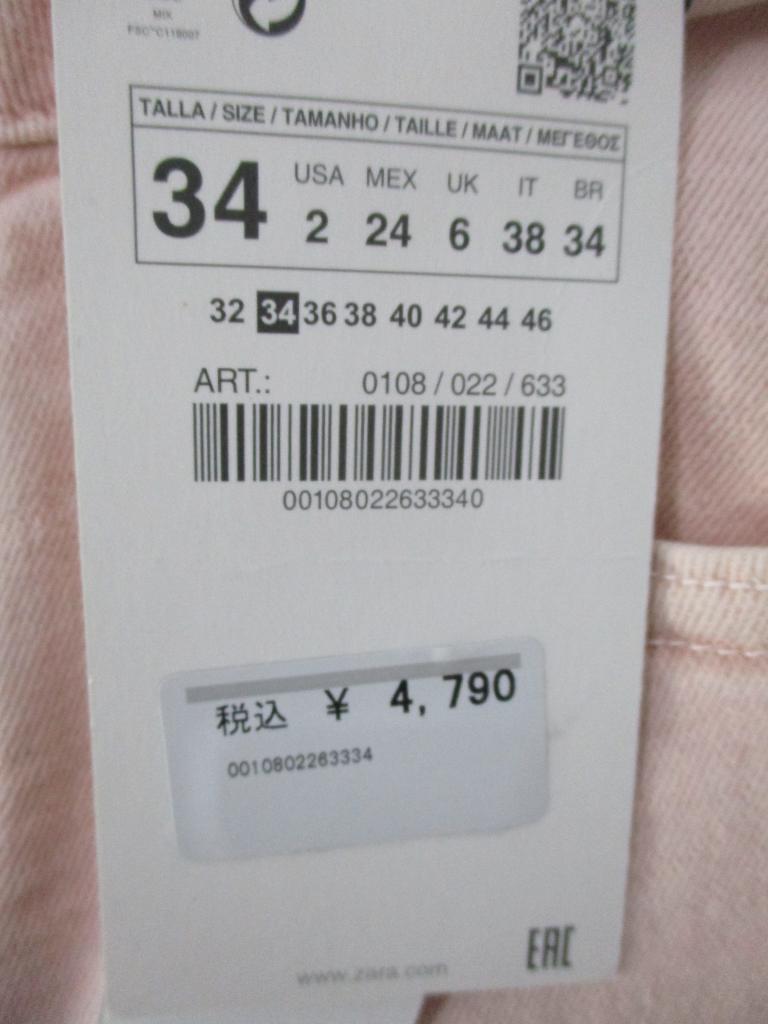 MIX
FSC™C118007
TALLA / SIZE / TAMANHO / TAILLE / MAAT / ΜΕΓΕΘΟΣ
34 USA MEX UK IT BR
2 24 6 38 34
32 34 36 38 40 42 44 46
ART.: 0108 / 022 / 633
00108022633340
税込 ¥ 4,790
0010802263334
EAC
www.zara.com